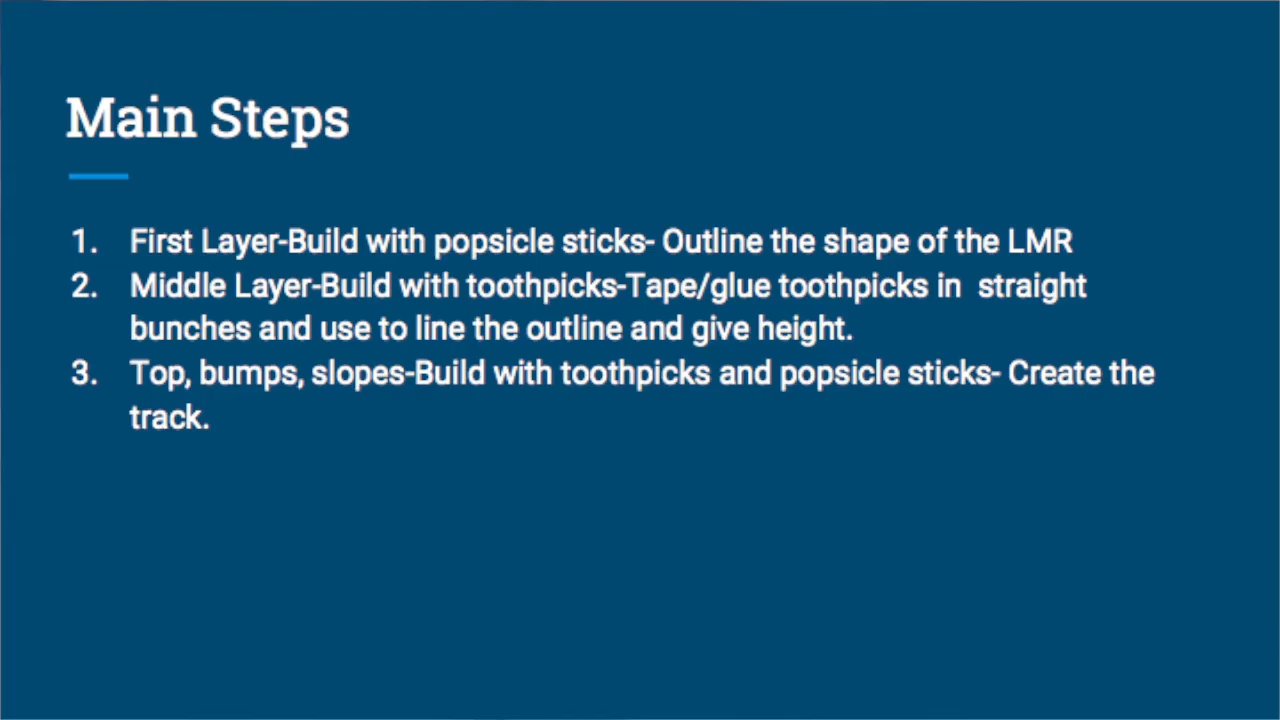 Main Steps
1. First Layer-Build with popsicle sticks- Outline the shape of the LMR
2. Middle Layer-Build with toothpicks-Tape/glue toothpicks in  straight
bunches and use to line the outline and give height.
3. Top, bumps, slopes-Build with toothpicks and popsicle sticks- Create the
track.